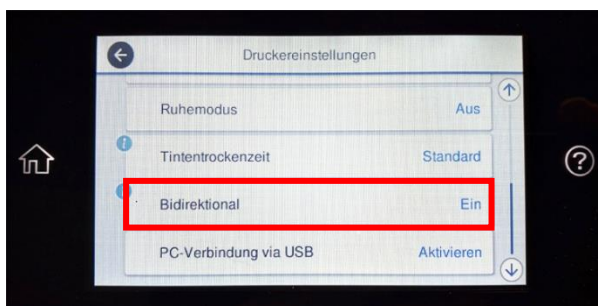 Druckereinstellungen
Ruhemodus Aus
Tintentrockenzeit Standard
Bidirektional Ein
PC-Verbindung via USB Aktivieren